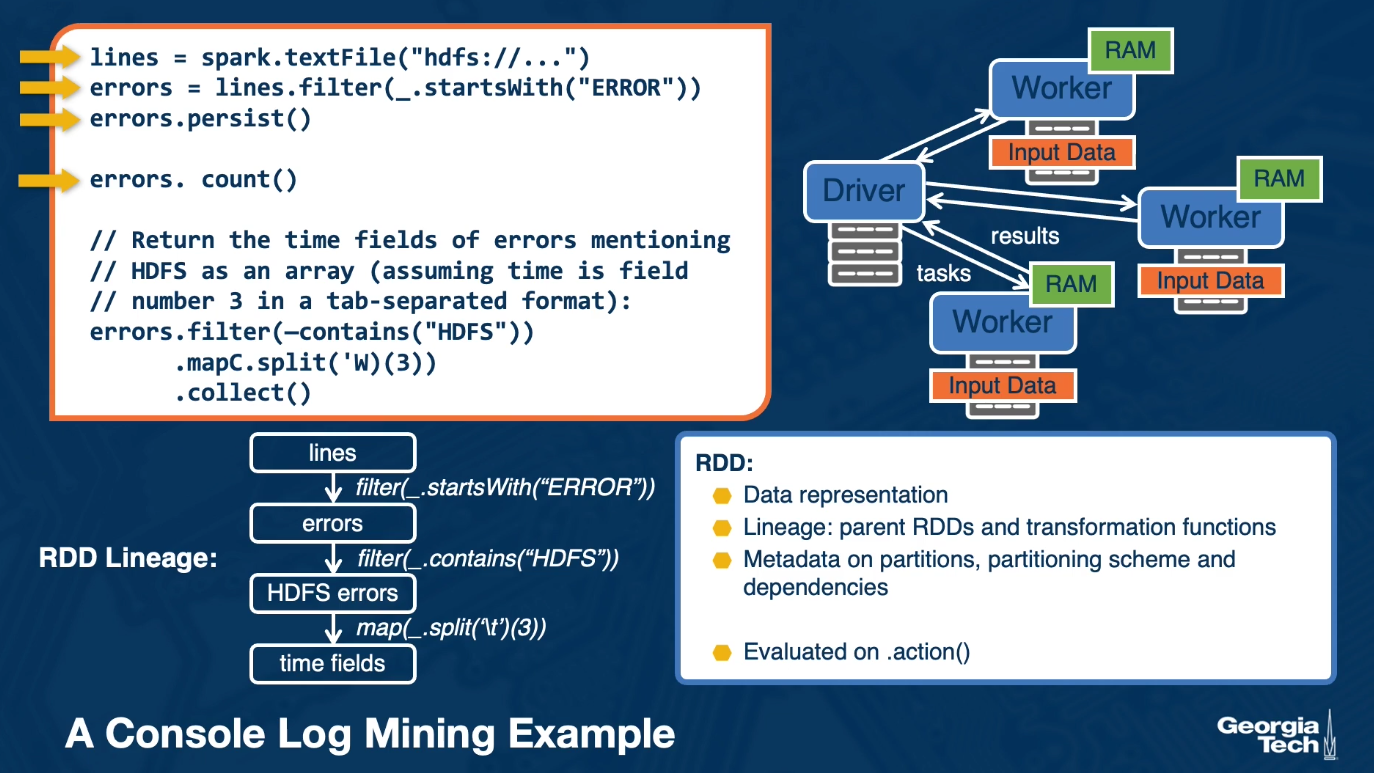 lines = spark.textFile("hdfs://...")
errors = lines.filter(_.startsWith("ERROR"))
errors.persist()
errors. count()
// Return the time fields of errors mentioning
// HDFS as an array (assuming time is field
// number 3 in a tab-separated format):
errors.filter(—contains("HDFS"))
.mapC.split('W)(3))
.collect()
RAM
Worker
Input Data
Driver
RAM
Worker
Input Data
results
tasks
RAM
Worker
Input Data
RDD Lineage:
lines
filter(_.startsWith(“ERROR”))
errors
filter(_.contains(“HDFS”))
HDFS errors
map(_.split(‘\t’)(3))
time fields
RDD:
Data representation
Lineage: parent RDDs and transformation functions
Metadata on partitions, partitioning scheme and
dependencies
Evaluated on .action()
A Console Log Mining Example
Georgia
Tech